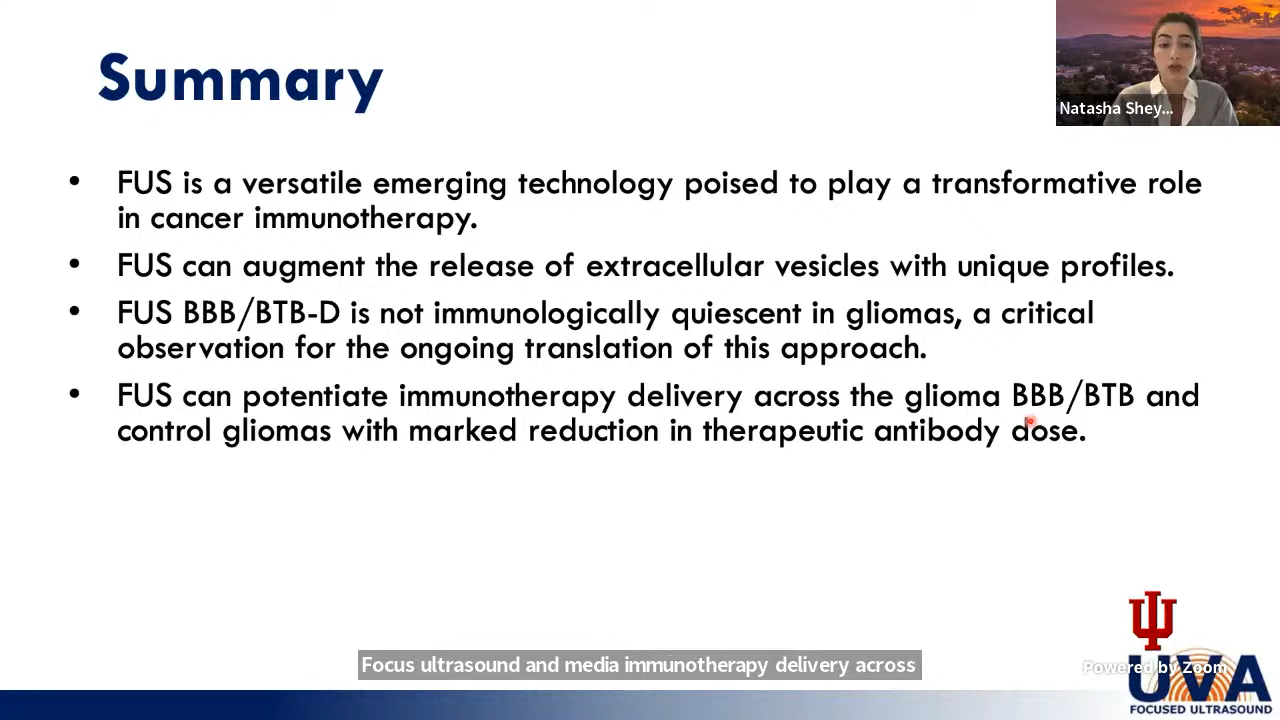 Summary
Natasha Shey...
• FUS is a versatile emerging technology poised to play a transformative role
in cancer immunotherapy.
• FUS can augment the release of extracellular vesicles with unique profiles.
• FUS BBB/BTB-D is not immunologically quiescent in gliomas, a critical
observation for the ongoing translation of this approach.
• FUS can potentiate immunotherapy delivery across the glioma BBB/BTB and
control gliomas with marked reduction in therapeutic antibody dose.
Focus ultrasound and media immunotherapy delivery across
Powered by Zoom
UVA
FOCUSED ULTRASOUND